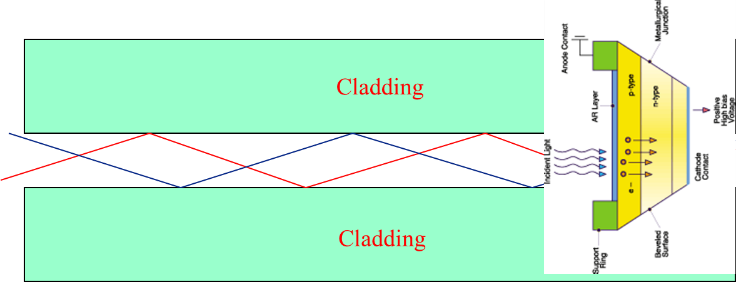 Cladding
Cladding
Anode Contact
Metallurgical
Junction
AR Layer
p-type
n-type
Positive
High bias
Voltage
Incident Light
e –
Cathode
Contact
Support
Ring
Beveled
Surface